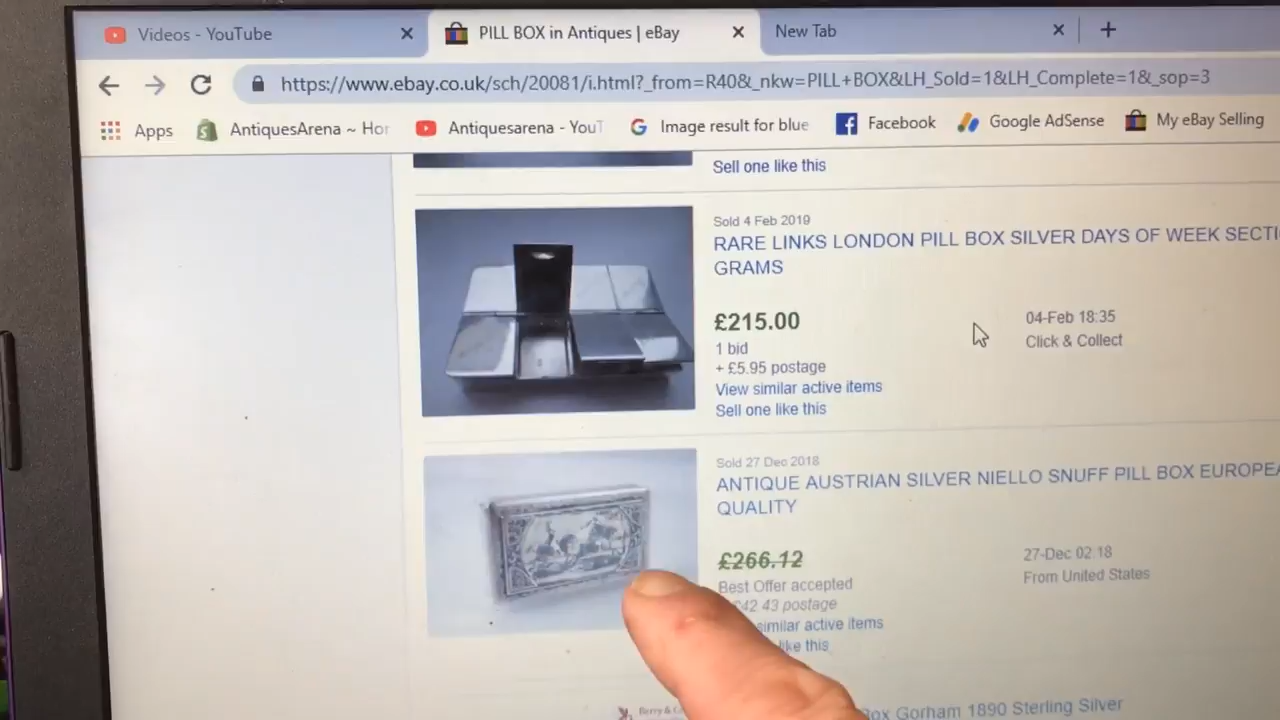 Videos - YouTube
PILL BOX in Antiques | eBay
New Tab
https://www.ebay.co.uk/sch/20081/i.html?_from=R40&_nkw=PILL+BOX&LH_Sold=1&LH_Complete=1&_sop=3
Apps
AntiquesArena ~ Hor
Antiquesarena - YouT
Image result for blue
Facebook
Google AdSense
My eBay Selling
Sell one like this
Sold 4 Feb 2019
RARE LINKS LONDON PILL BOX SILVER DAYS OF WEEK SECTI
GRAMS
£215.00
04-Feb 18:35
1 bid
Click & Collect
+ £5.95 postage
View similar active items
Sell one like this
Sold 27 Dec 2018
ANTIQUE AUSTRIAN SILVER NIELLO SNUFF PILL BOX EUROPEA
QUALITY
£266.12
27-Dec 02:18
Best Offer accepted
From United States
42.43 postage
similar active items
like this
Box Gorham 1890 Sterling Silver